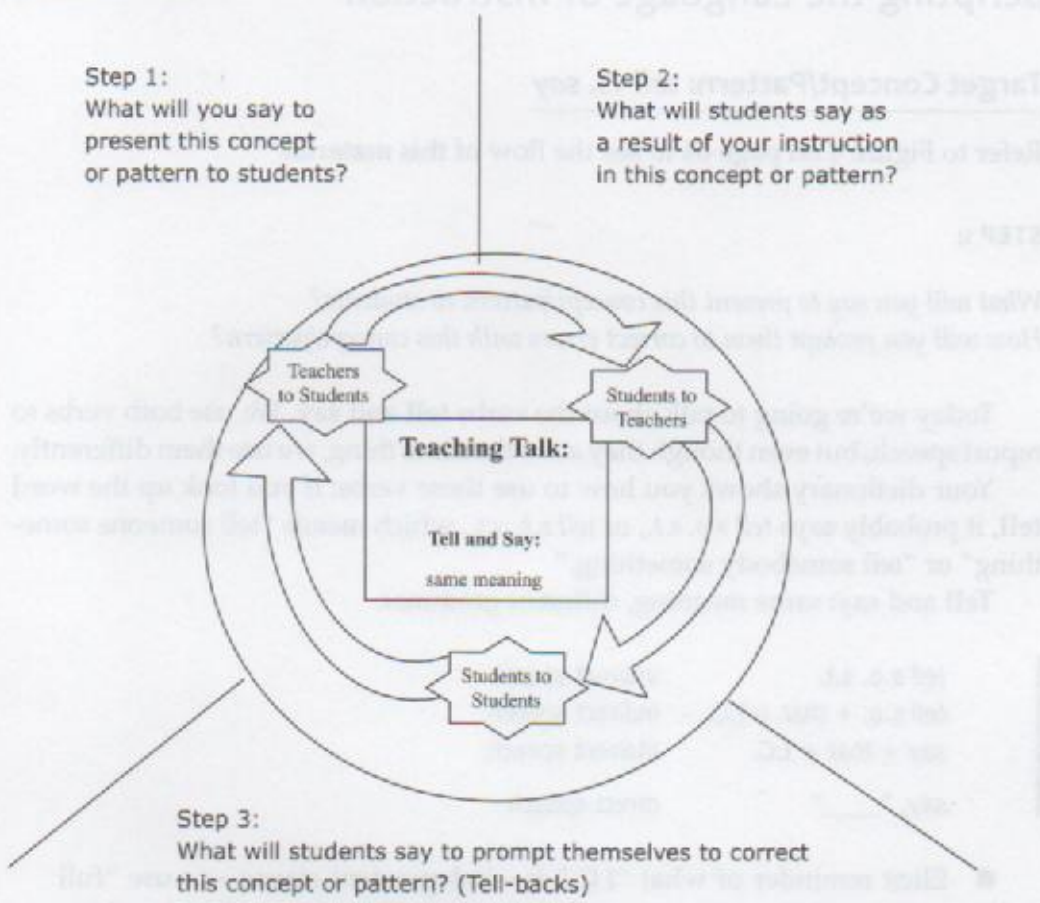 Step 1:
What will you say to
present this concept
or pattern to students?
Step 2:
What will students say as
a result of your instruction
in this concept or pattern?
Teachers
to Students
Students to
Teachers
Teaching Talk:
Tell and Say:
same meaning
Students to
Students
Step 3:
What will students say to prompt themselves to correct
this concept or pattern? (Tell-backs)